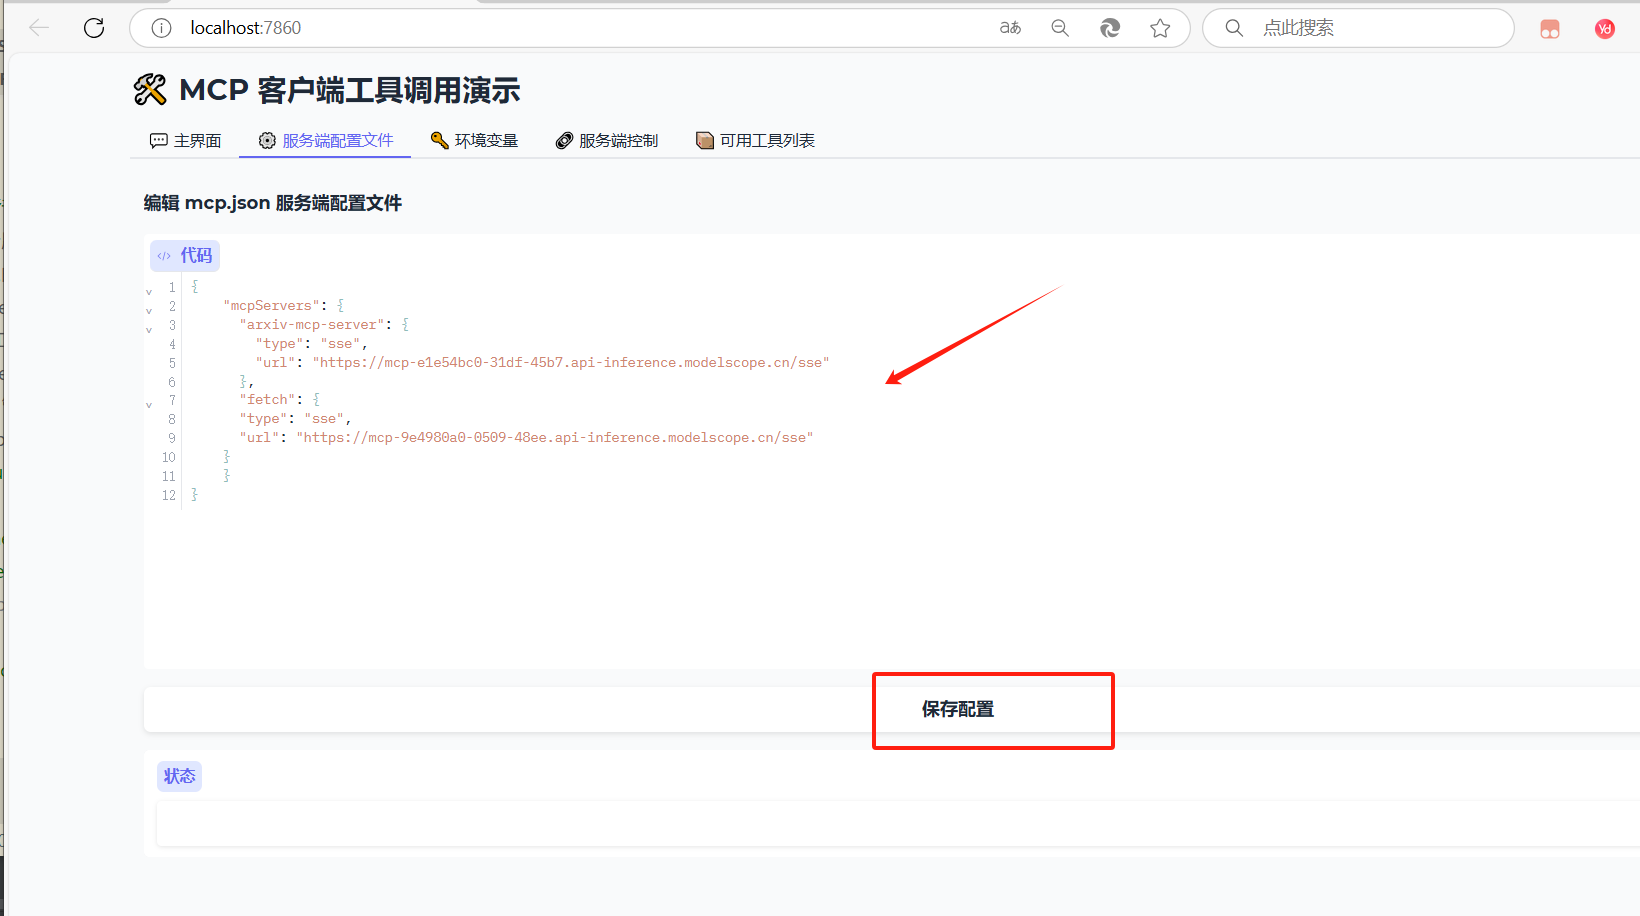 localhost:7860
aあ
点此搜索
Yd
MCP 客户端工具调用演示
主界面
服务端配置文件
环境变量
服务端控制
可用工具列表
编辑 mcp.json 服务端配置文件
</> 代码
1 {
2 "mcpServers": {
3 "arxiv-mcp-server": {
4 "type": "sse",
5 "url": "https://mcp-e1e54bc0-31df-45b7.api-inference.modelscope.cn/sse"
6 },
7 "fetch": {
8 "type": "sse",
9 "url": "https://mcp-9e4980a0-0509-48ee.api-inference.modelscope.cn/sse"
10 }
11 }
12 }
保存配置
状态